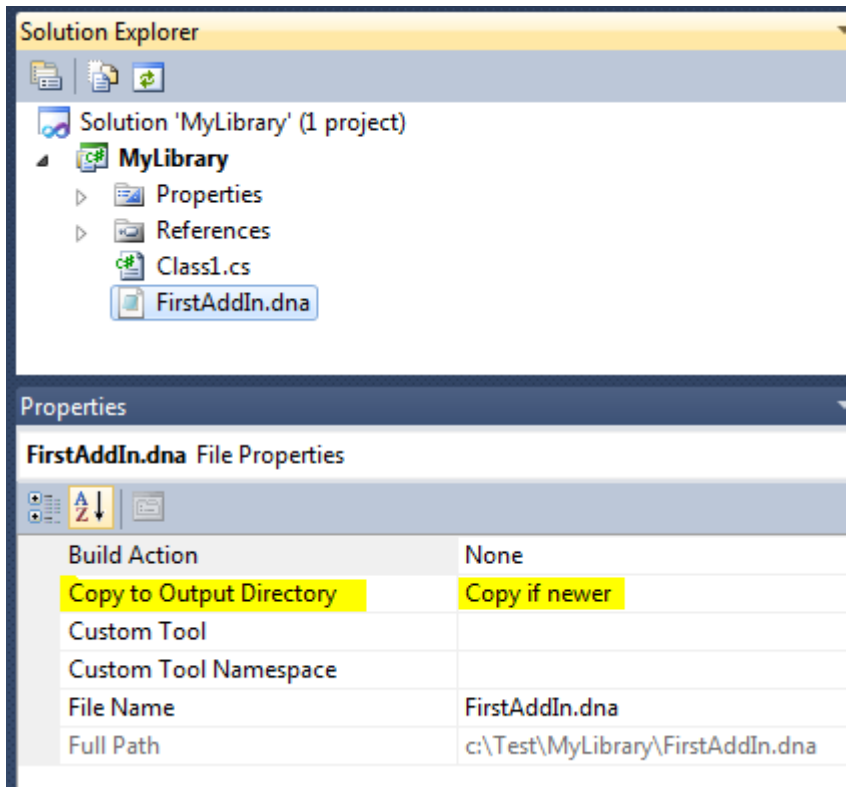 Solution Explorer
Solution 'MyLibrary' (1 project)
MyLibrary
Properties
References
Class1.cs
FirstAddIn.dna
Properties
FirstAddIn.dna File Properties
Build Action None
Copy to Output Directory Copy if newer
Custom Tool
Custom Tool Namespace
File Name FirstAddIn.dna
Full Path c:\Test\MyLibrary\FirstAddIn.dna